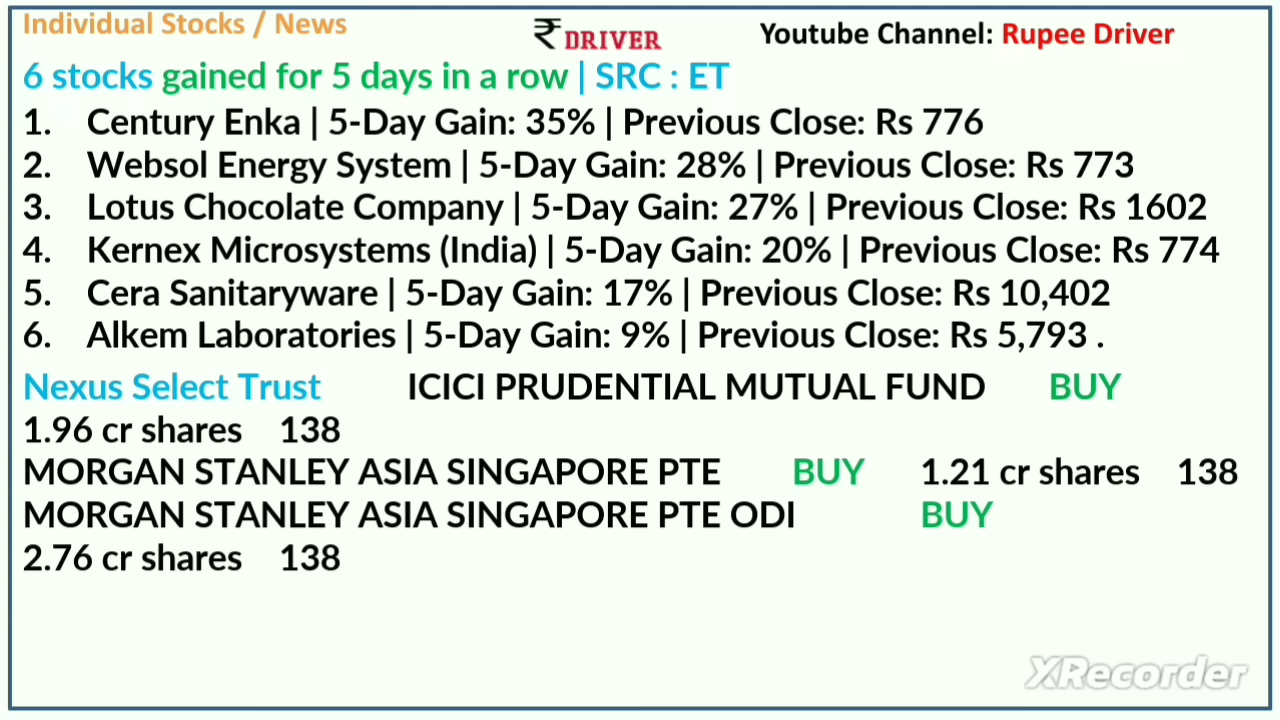 Individual Stocks / News
₹ DRIVER
Youtube Channel: Rupee Driver
6 stocks gained for 5 days in a row | SRC : ET
1. Century Enka | 5-Day Gain: 35% | Previous Close: Rs 776
2. Websol Energy System | 5-Day Gain: 28% | Previous Close: Rs 773
3. Lotus Chocolate Company | 5-Day Gain: 27% | Previous Close: Rs 1602
4. Kernex Microsystems (India) | 5-Day Gain: 20% | Previous Close: Rs 774
5. Cera Sanitaryware | 5-Day Gain: 17% | Previous Close: Rs 10,402
6. Alkem Laboratories | 5-Day Gain: 9% | Previous Close: Rs 5,793 .
Nexus Select Trust ICICI PRUDENTIAL MUTUAL FUND BUY
1.96 cr shares 138
MORGAN STANLEY ASIA SINGAPORE PTE BUY 1.21 cr shares 138
MORGAN STANLEY ASIA SINGAPORE PTE ODI BUY
2.76 cr shares 138
XRecorder